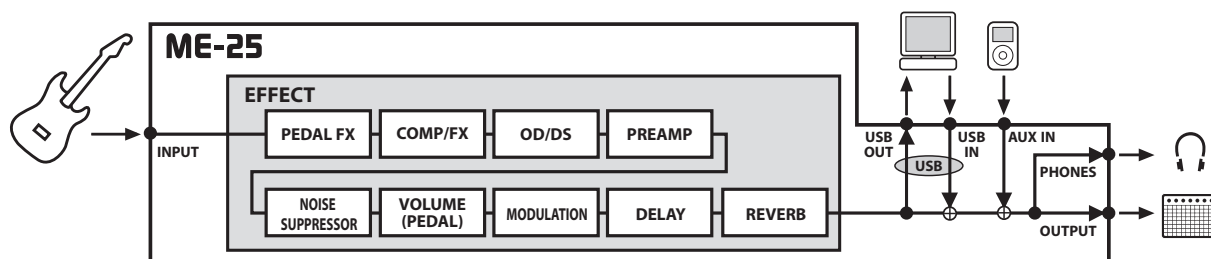 ME-25
EFFECT
PEDAL FX
COMP/FX
OD/DS
PREAMP
INPUT
USB
OUT
USB
IN
AUX IN
USB
PHONES
NOISE
SUPPRESSOR
VOLUME
(PEDAL)
MODULATION
DELAY
REVERB
OUTPUT